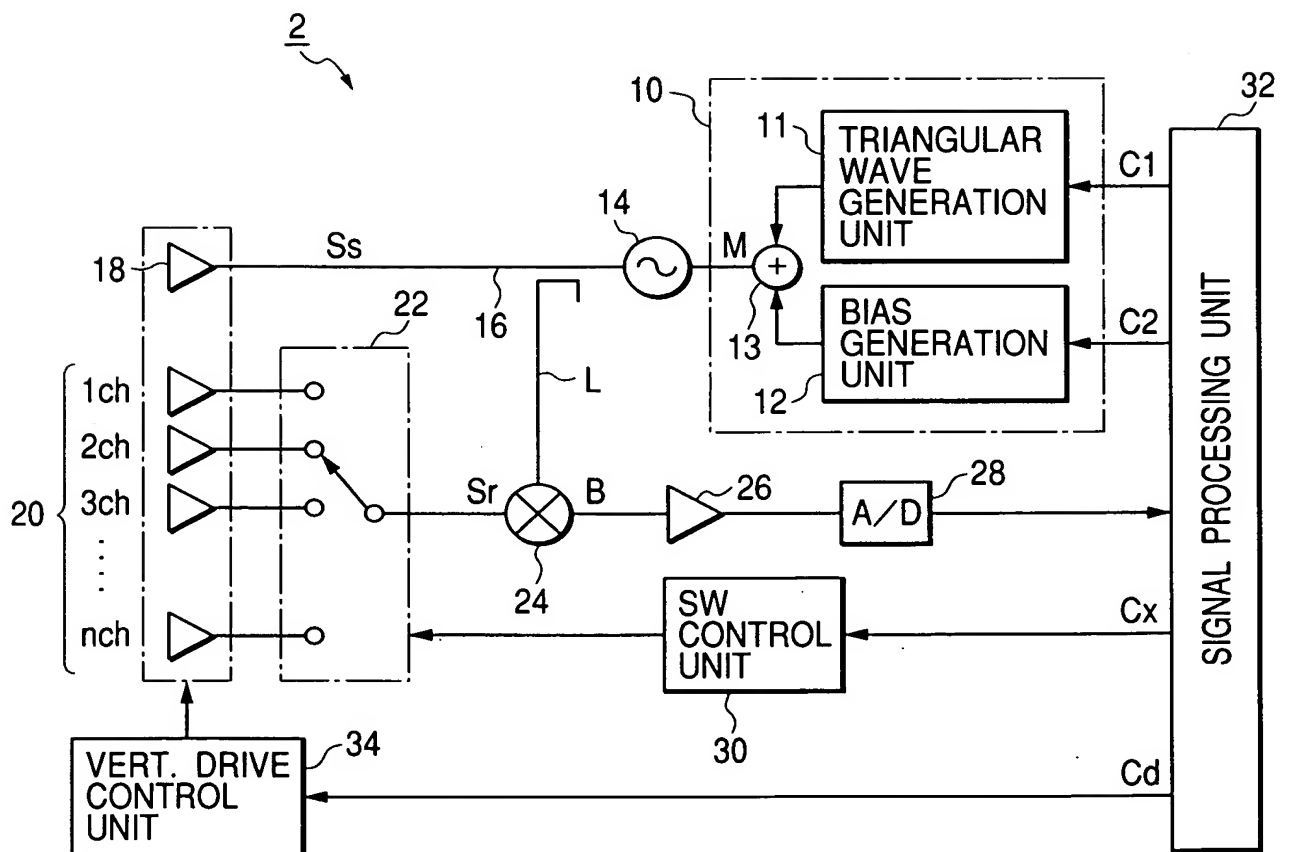 2
10
32
11
TRIANGULAR
WAVE
GENERATION
UNIT
C1
14
M
+
13
18
Ss
16
22
BIAS
GENERATION
UNIT
12
C2
SIGNAL PROCESSING UNIT
L
20
1ch
2ch
3ch
nch
Sr
B
24
26
28
A/D
SW
CONTROL
UNIT
30
Cx
34
VERT. DRIVE
CONTROL
UNIT
Cd